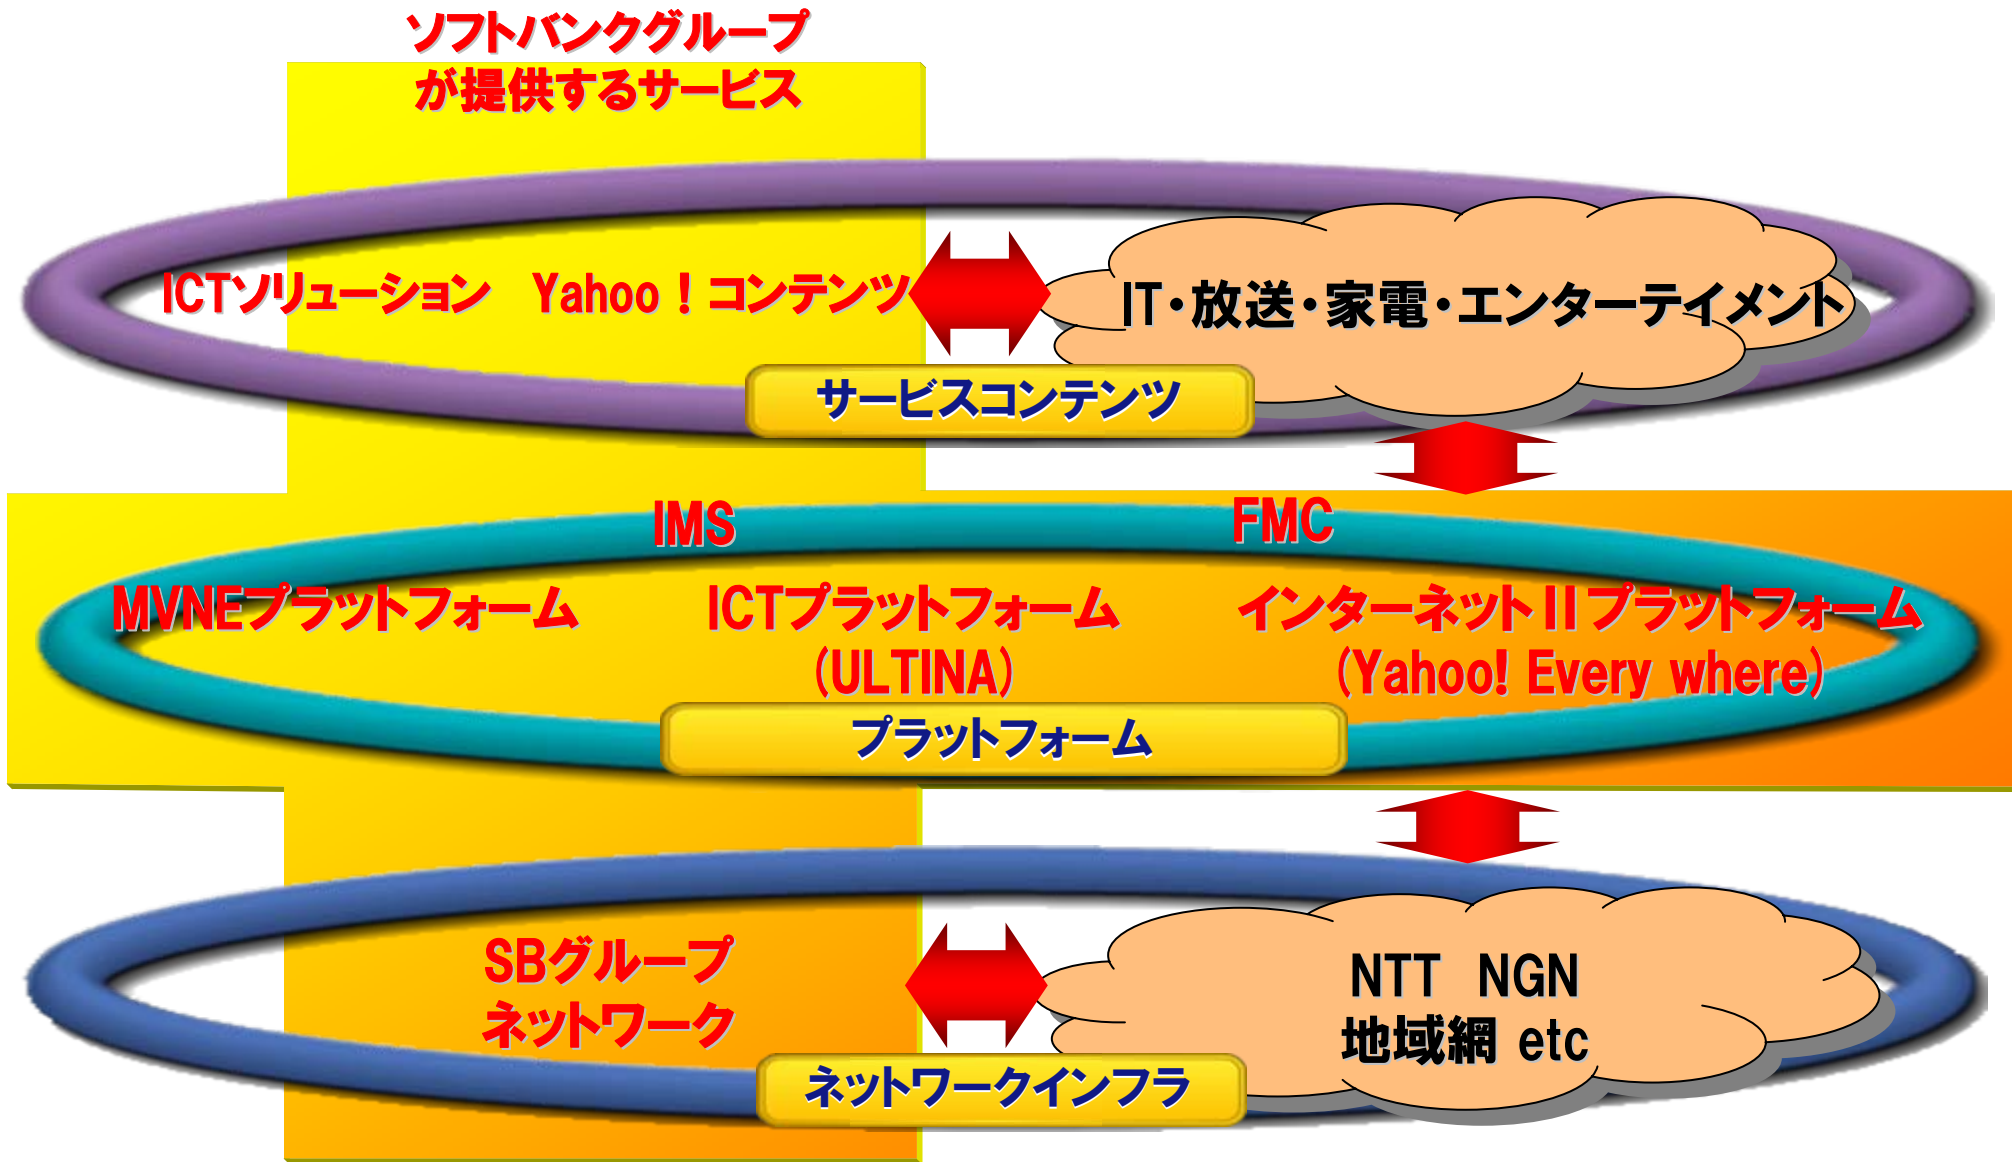 ソフトバンクグループ
が提供するサービス
ICTソリューション　Yahoo！コンテンツ
IT・放送・家電・エンターテイメント
サービスコンテンツ
IMS
FMC
MVNEプラットフォーム
ICTプラットフォーム
(ULTINA)
インターネットⅡプラットフォーム
(Yahoo! Every where)
プラットフォーム
SBグループ
ネットワーク
NTT　NGN
地域網 etc
ネットワークインフラ